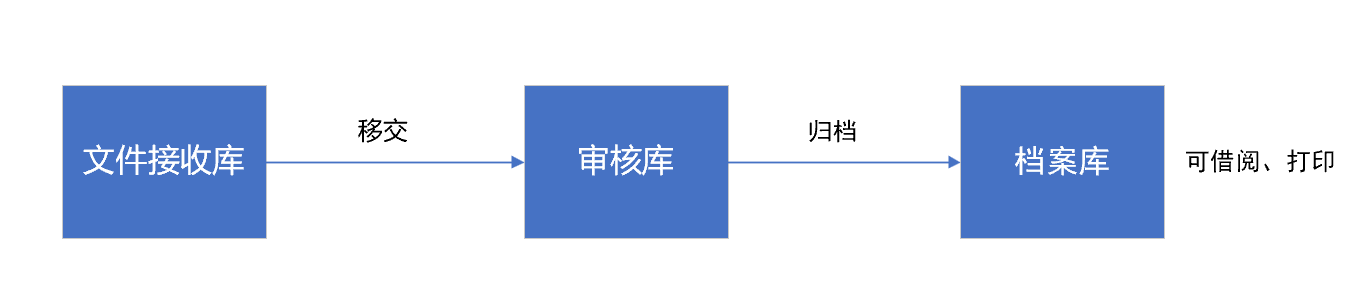 文件接收库
移交
审核库
归档
档案库
可借阅、打印